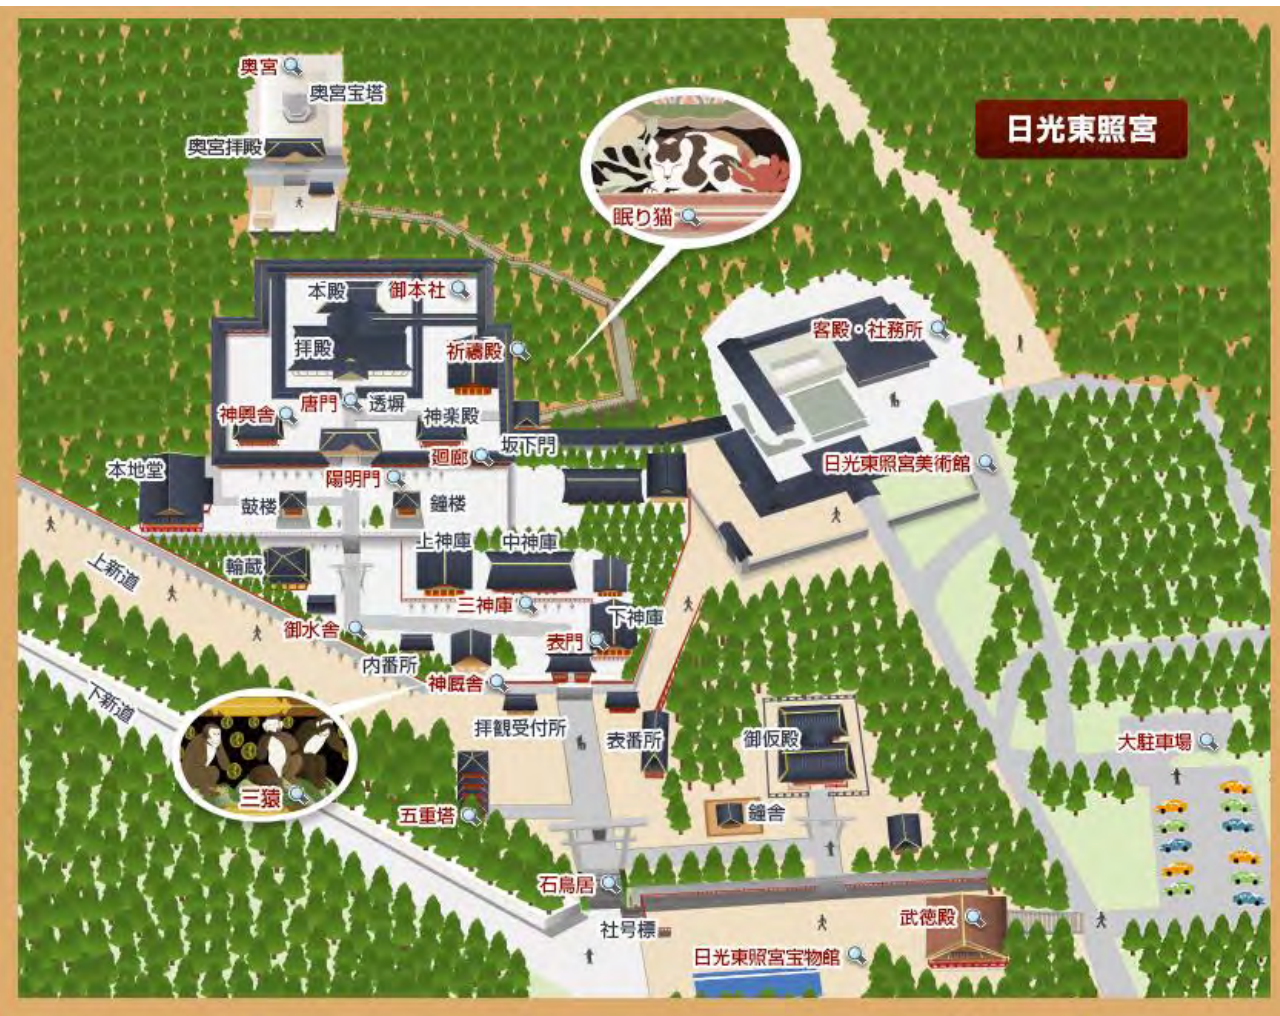 奥宮
奥宮宝塔
日光東照宮
奥宮拝殿
眠り猫
本殿
御本社
客殿・社務所
拝殿
祈禱殿
唐門
透塀
神輿舎
神楽殿
坂下門
廻廊
日光東照宮美術館
本地堂
陽明門
鼓楼
鐘楼
上神庫
中神庫
輪蔵
上新道
三神庫
下神庫
御水舎
表門
内番所
神厩舎
下新道
拝観受付所
表番所
御仮殿
大駐車場
三猿
五重塔
鐘舎
石鳥居
社号標
武徳殿
日光東照宮宝物館